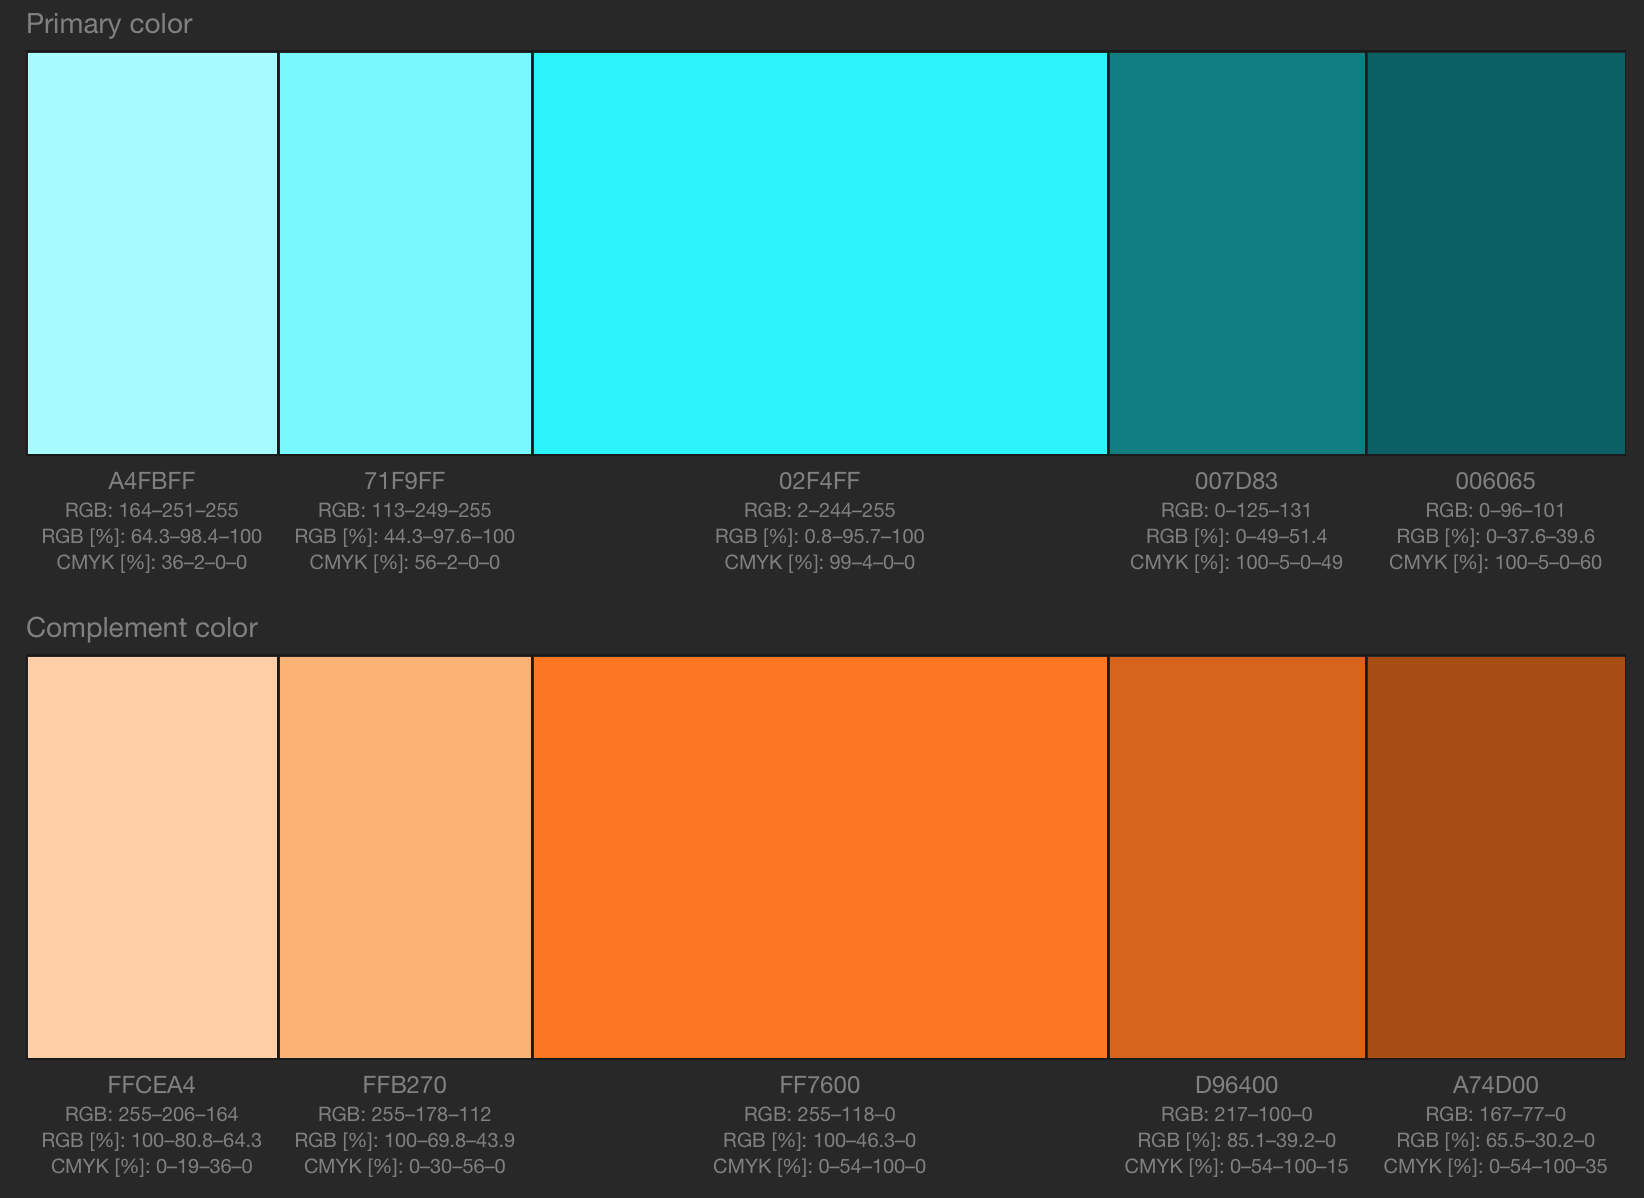 Primary color
A4FBFF
RGB: 164–251–255
RGB [%]: 64.3–98.4–100
CMYK [%]: 36–2–0–0
71F9FF
RGB: 113–249–255
RGB [%]: 44.3–97.6–100
CMYK [%]: 56–2–0–0
02F4FF
RGB: 2–244–255
RGB [%]: 0.8–95.7–100
CMYK [%]: 99–4–0–0
007D83
RGB: 0–125–131
RGB [%]: 0–49–51.4
CMYK [%]: 100–5–0–49
006065
RGB: 0–96–101
RGB [%]: 0–37.6–39.6
CMYK [%]: 100–5–0–60
Complement color
FFCEA4
RGB: 255–206–164
RGB [%]: 100–80.8–64.3
CMYK [%]: 0–19–36–0
FFB270
RGB: 255–178–112
RGB [%]: 100–69.8–43.9
CMYK [%]: 0–30–56–0
FF7600
RGB: 255–118–0
RGB [%]: 100–46.3–0
CMYK [%]: 0–54–100–0
D96400
RGB: 217–100–0
RGB [%]: 85.1–39.2–0
CMYK [%]: 0–54–100–15
A74D00
RGB: 167–77–0
RGB [%]: 65.5–30.2–0
CMYK [%]: 0–54–100–35